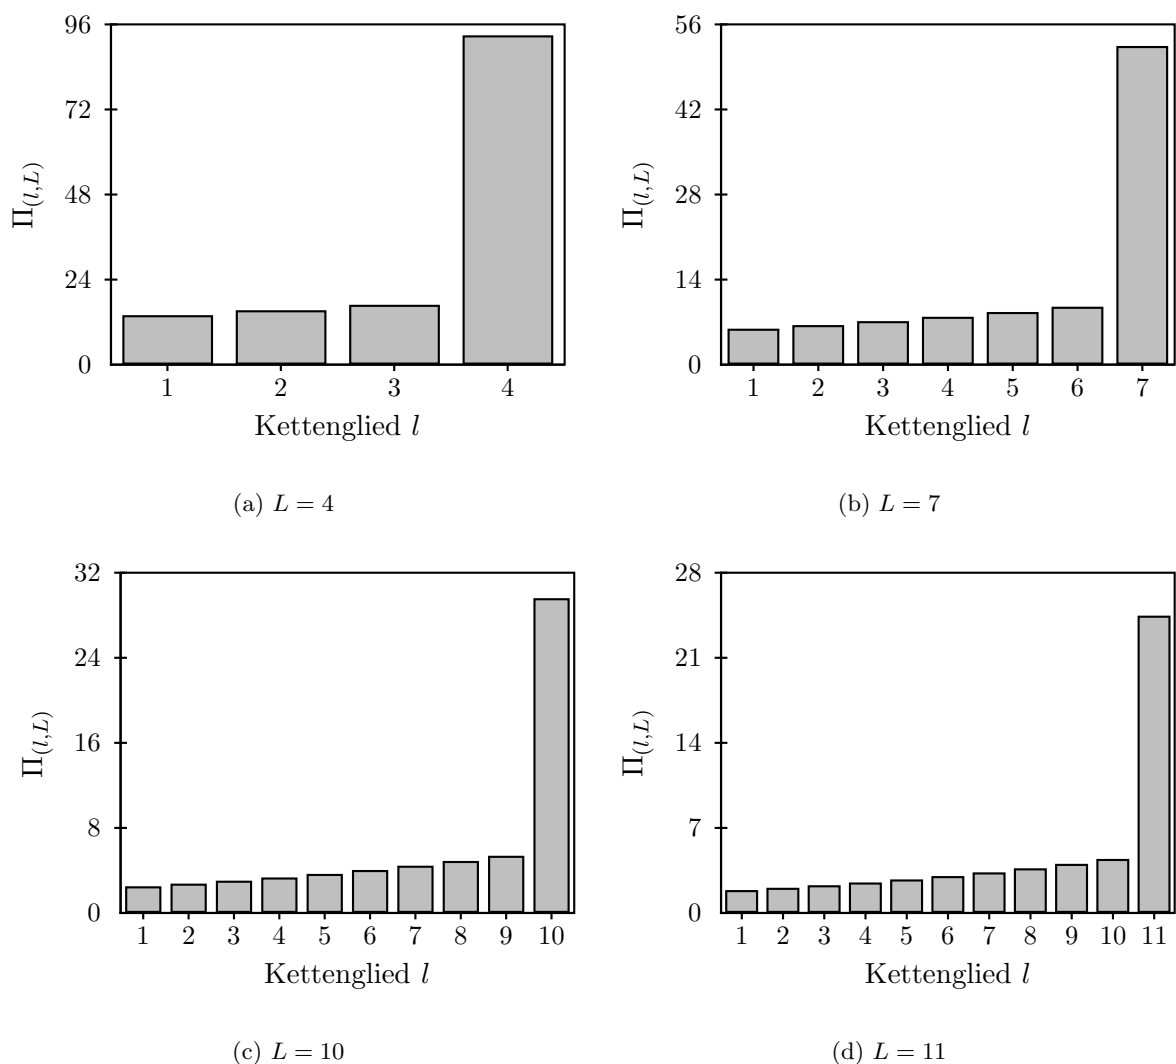 96
72
48
24
0
Π(l,L)
1 2 3 4
Kettenglied l
(a) L = 4
56
42
28
14
0
Π(l,L)
1 2 3 4 5 6 7
Kettenglied l
(b) L = 7
32
24
16
8
0
Π(l,L)
1 2 3 4 5 6 7 8 9 10
Kettenglied l
(c) L = 10
28
21
14
7
0
Π(l,L)
1 2 3 4 5 6 7 8 9 10 11
Kettenglied l
(d) L = 11